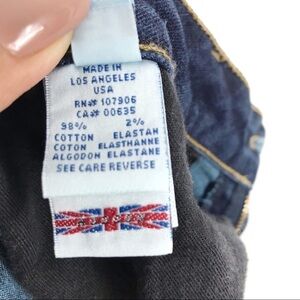 MADE IN
LOS ANGELES
USA
RN# 107906
CA# 00635
98% 2%
COTTON ELASTAN
COTON ELASTHANNE
ALGODON ELASTANE
SEE CARE REVERSE